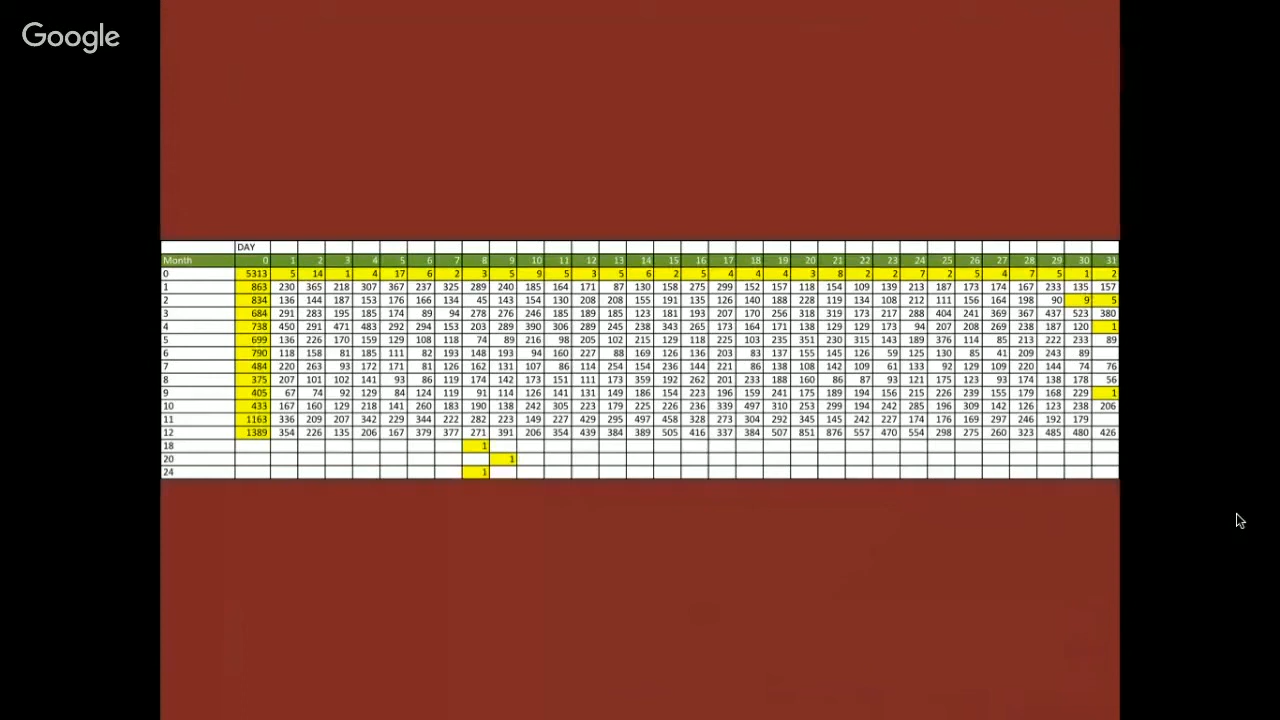 Google
DAY
Month 0 1 2 3 4 5 6 7 8 9 10 11 12 13 14 15 16 17 18 19 20 21 22 23 24 25 26 27 28 29 30 31
0 5313 5 14 1 4 17 6 2 3 5 9 5 3 5 6 2 5 4 4 4 3 8 2 2 7 2 5 4 7 5 1 2
1 863 230 365 218 307 367 237 325 289 240 185 164 171 87 130 158 275 299 152 157 118 154 109 139 213 187 173 174 167 233 135 157
2 834 136 144 187 153 176 166 134 45 143 154 130 208 208 155 191 135 126 140 188 228 119 134 108 212 111 156 164 198 90 9 5
3 684 291 283 195 185 174 89 94 278 276 246 185 189 185 123 181 193 207 170 256 318 319 173 217 288 404 241 369 367 437 523 380
4 738 450 291 471 483 292 294 153 203 289 390 306 289 245 238 343 265 173 164 171 138 129 129 173 94 207 208 269 238 187 120 1
5 699 136 226 170 159 129 108 118 74 89 216 98 205 102 215 129 118 225 103 235 351 230 315 143 189 376 114 85 213 222 233 89
6 790 118 158 81 185 111 82 193 148 193 94 160 227 88 169 126 136 203 83 137 155 145 126 59 125 130 85 41 209 243 89
7 484 220 263 93 172 171 81 126 162 131 107 86 114 254 154 236 144 221 86 138 108 142 109 61 133 92 129 109 220 144 74 76
8 375 207 101 102 141 93 86 119 174 142 173 151 111 173 359 192 262 201 233 188 160 86 87 93 121 175 123 93 174 138 178 56
9 405 67 74 92 129 84 124 119 91 114 126 141 131 149 186 154 223 196 159 241 175 189 194 156 215 226 239 155 179 168 229 1
10 433 167 160 129 218 141 260 183 190 138 242 305 223 179 225 226 236 339 497 310 253 299 194 242 285 196 309 142 126 123 238 206
11 1163 336 209 207 342 229 344 222 282 223 149 227 429 295 497 458 328 273 304 292 345 145 242 227 174 176 169 297 246 192 179
12 1389 354 226 135 206 167 379 377 271 391 206 354 439 384 389 505 416 337 384 507 851 876 557 470 554 298 275 260 323 485 480 426
18 1
20 1
24 1